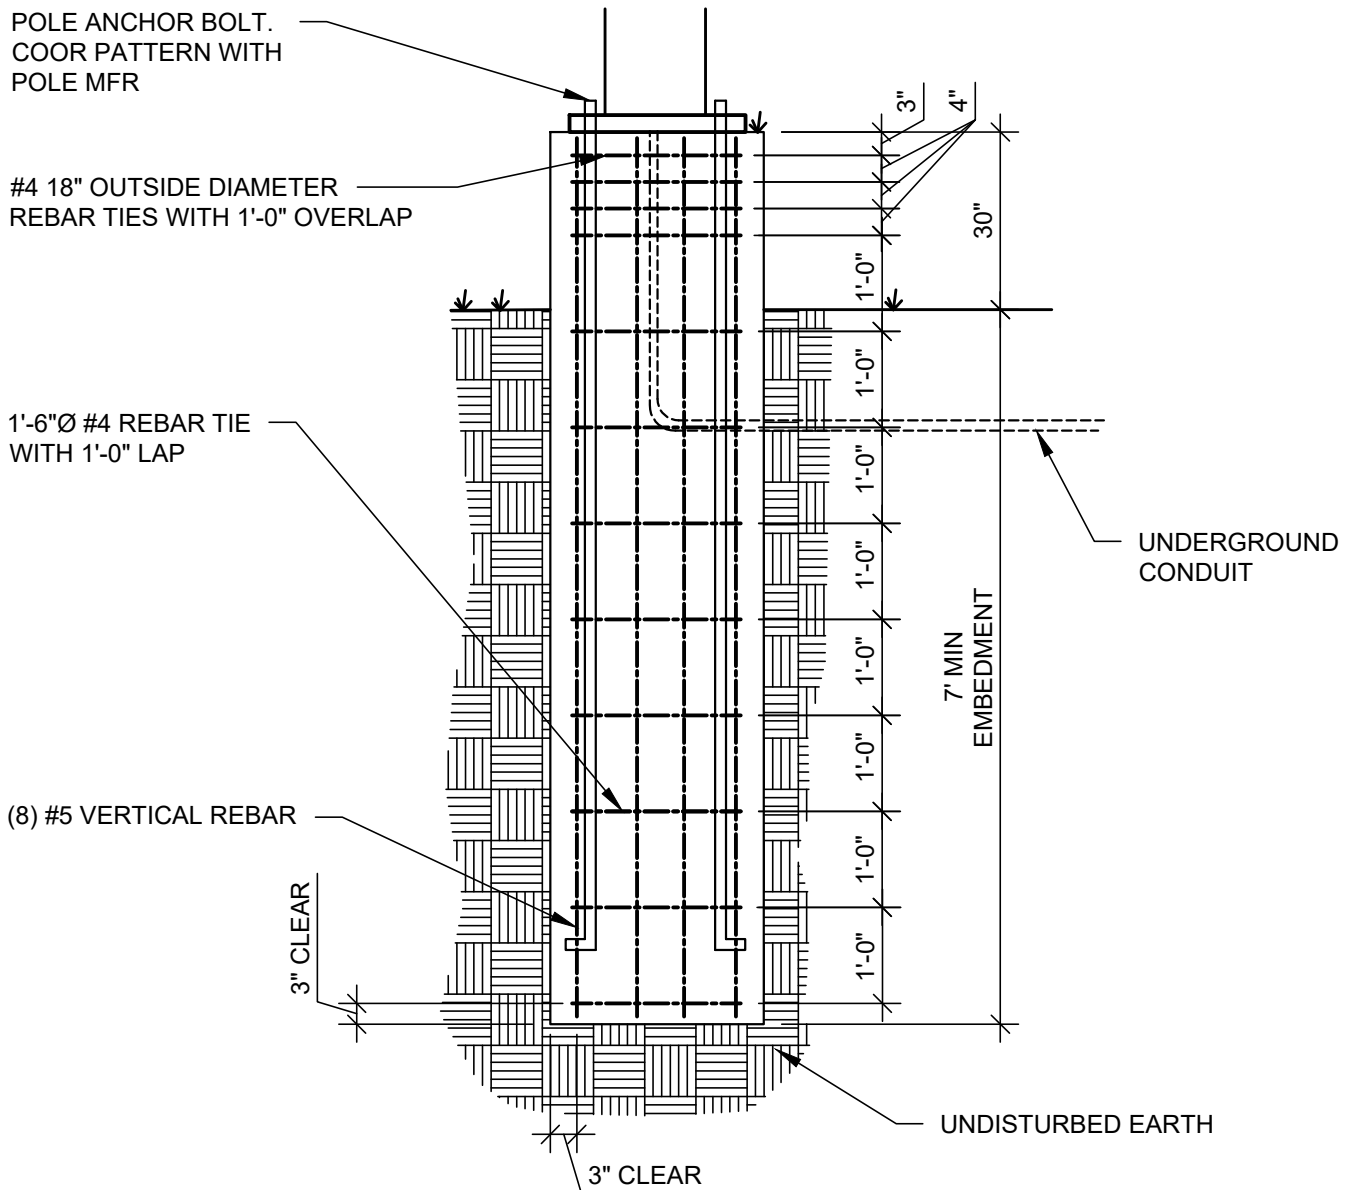 POLE ANCHOR BOLT.
COOR PATTERN WITH
POLE MFR
3"
4"
#4 18" OUTSIDE DIAMETER
REBAR TIES WITH 1'-0" OVERLAP
30"
1'-0"
1'-0"
1'-6"Ø #4 REBAR TIE
WITH 1'-0" LAP
1'-0"
UNDERGROUND
CONDUIT
1'-0"
1'-0"
7' MIN
EMBEDMENT
1'-0"
(8) #5 VERTICAL REBAR
1'-0"
3" CLEAR
1'-0"
UNDISTURBED EARTH
3" CLEAR